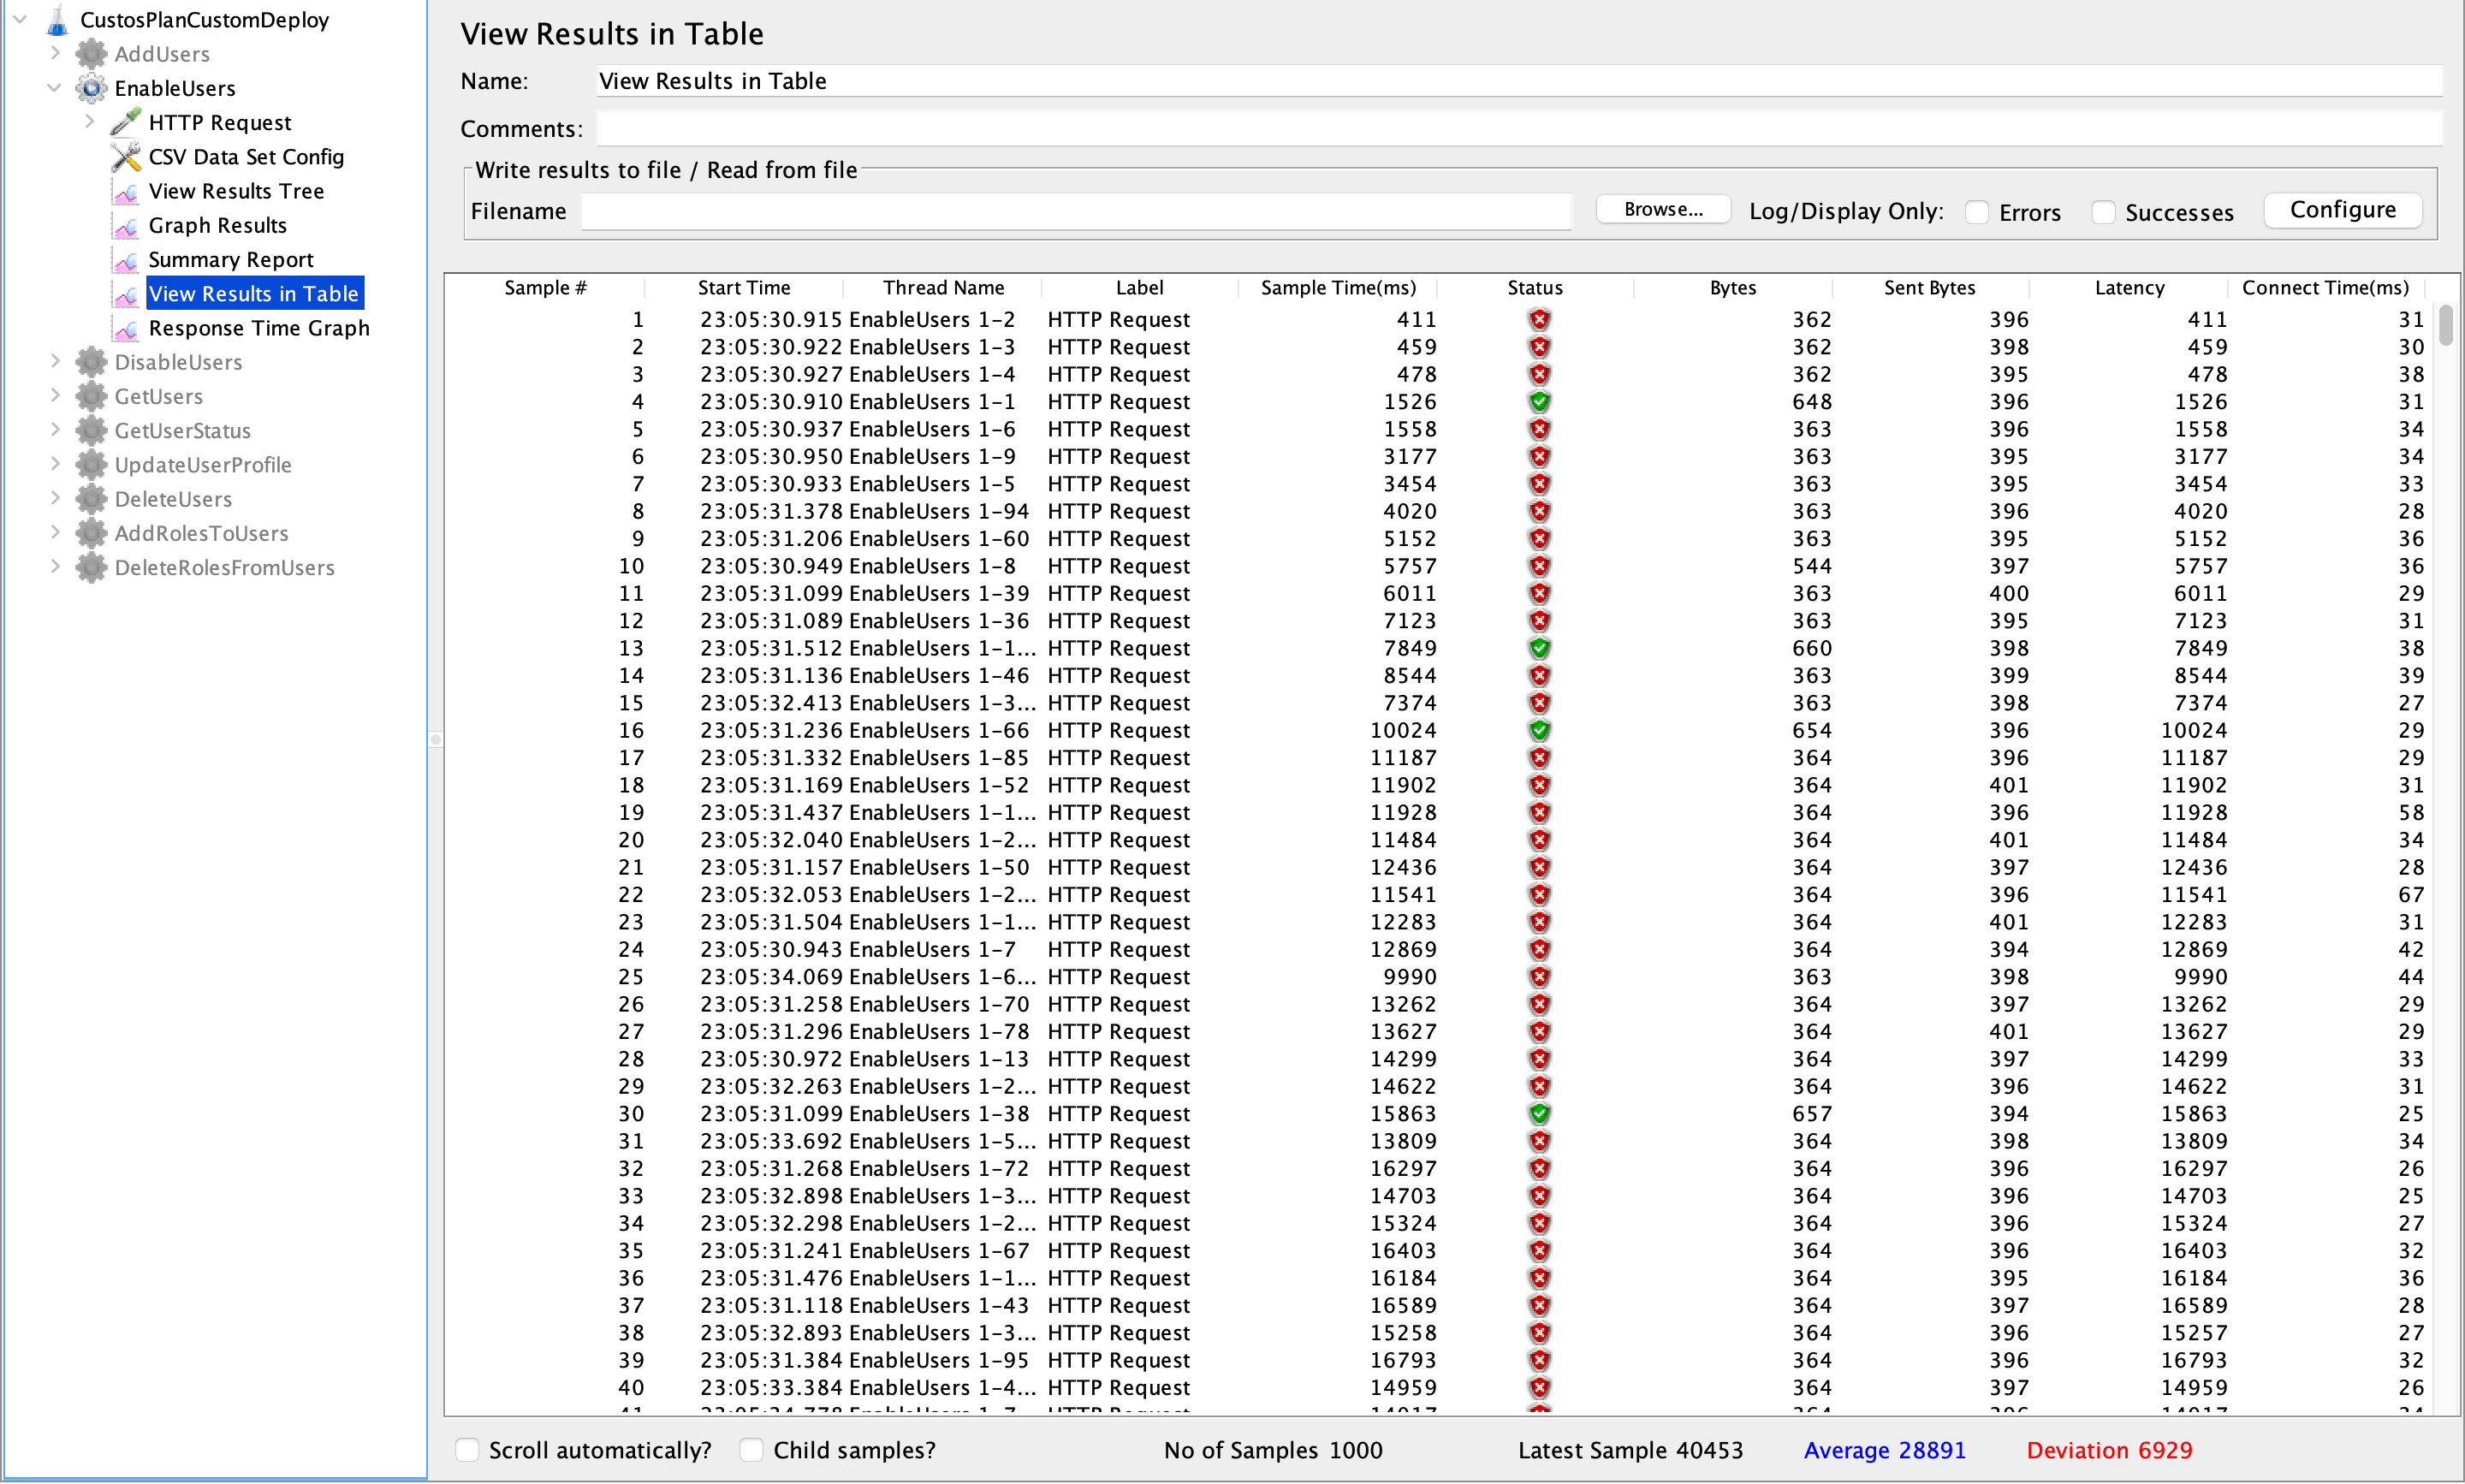 CustosPlanCustomDeploy
AddUsers
EnableUsers
HTTP Request
CSV Data Set Config
View Results Tree
Graph Results
Summary Report
View Results in Table
Response Time Graph
DisableUsers
GetUsers
GetUserStatus
UpdateUserProfile
DeleteUsers
AddRolesToUsers
DeleteRolesFromUsers
View Results in Table
Name: View Results in Table
Comments:
Write results to file / Read from file
Filename Browse... Log/Display Only: Errors Successes Configure
Sample # Start Time Thread Name Label Sample Time(ms) Status Bytes Sent Bytes Latency Connect Time(ms)
1 23:05:30.915 EnableUsers 1-2 HTTP Request 411 362 396 411 31
2 23:05:30.922 EnableUsers 1-3 HTTP Request 459 362 398 459 30
3 23:05:30.927 EnableUsers 1-4 HTTP Request 478 362 395 478 38
4 23:05:30.910 EnableUsers 1-1 HTTP Request 1526 648 396 1526 31
5 23:05:30.937 EnableUsers 1-6 HTTP Request 1558 363 396 1558 34
6 23:05:30.950 EnableUsers 1-9 HTTP Request 3177 363 395 3177 34
7 23:05:30.933 EnableUsers 1-5 HTTP Request 3454 363 395 3454 33
8 23:05:31.378 EnableUsers 1-94 HTTP Request 4020 363 396 4020 28
9 23:05:31.206 EnableUsers 1-60 HTTP Request 5152 363 395 5152 36
10 23:05:30.949 EnableUsers 1-8 HTTP Request 5757 544 397 5757 36
11 23:05:31.099 EnableUsers 1-39 HTTP Request 6011 363 400 6011 29
12 23:05:31.089 EnableUsers 1-36 HTTP Request 7123 363 395 7123 31
13 23:05:31.512 EnableUsers 1-1... HTTP Request 7849 660 398 7849 38
14 23:05:31.136 EnableUsers 1-46 HTTP Request 8544 363 399 8544 39
15 23:05:32.413 EnableUsers 1-3... HTTP Request 7374 363 398 7374 27
16 23:05:31.236 EnableUsers 1-66 HTTP Request 10024 654 396 10024 29
17 23:05:31.332 EnableUsers 1-85 HTTP Request 11187 364 396 11187 29
18 23:05:31.169 EnableUsers 1-52 HTTP Request 11902 364 401 11902 31
19 23:05:31.437 EnableUsers 1-1... HTTP Request 11928 364 396 11928 58
20 23:05:32.040 EnableUsers 1-2... HTTP Request 11484 364 401 11484 34
21 23:05:31.157 EnableUsers 1-50 HTTP Request 12436 364 397 12436 28
22 23:05:32.053 EnableUsers 1-2... HTTP Request 11541 364 396 11541 67
23 23:05:31.504 EnableUsers 1-1... HTTP Request 12283 364 401 12283 31
24 23:05:30.943 EnableUsers 1-7 HTTP Request 12869 364 394 12869 42
25 23:05:34.069 EnableUsers 1-6... HTTP Request 9990 363 398 9990 44
26 23:05:31.258 EnableUsers 1-70 HTTP Request 13262 364 397 13262 29
27 23:05:31.296 EnableUsers 1-78 HTTP Request 13627 364 401 13627 29
28 23:05:30.972 EnableUsers 1-13 HTTP Request 14299 364 397 14299 33
29 23:05:32.263 EnableUsers 1-2... HTTP Request 14622 364 396 14622 31
30 23:05:31.099 EnableUsers 1-38 HTTP Request 15863 657 394 15863 25
31 23:05:33.692 EnableUsers 1-5... HTTP Request 13809 364 398 13809 34
32 23:05:31.268 EnableUsers 1-72 HTTP Request 16297 364 396 16297 26
33 23:05:32.898 EnableUsers 1-3... HTTP Request 14703 364 396 14703 25
34 23:05:32.298 EnableUsers 1-2... HTTP Request 15324 364 396 15324 27
35 23:05:31.241 EnableUsers 1-67 HTTP Request 16403 364 396 16403 32
36 23:05:31.476 EnableUsers 1-1... HTTP Request 16184 364 395 16184 36
37 23:05:31.118 EnableUsers 1-43 HTTP Request 16589 364 397 16589 28
38 23:05:32.893 EnableUsers 1-3... HTTP Request 15258 364 396 15257 27
39 23:05:31.384 EnableUsers 1-95 HTTP Request 16793 364 396 16793 32
40 23:05:33.384 EnableUsers 1-4... HTTP Request 14959 364 397 14959 26
Scroll automatically? Child samples? No of Samples 1000 Latest Sample 40453 Average 28891 Deviation 6929